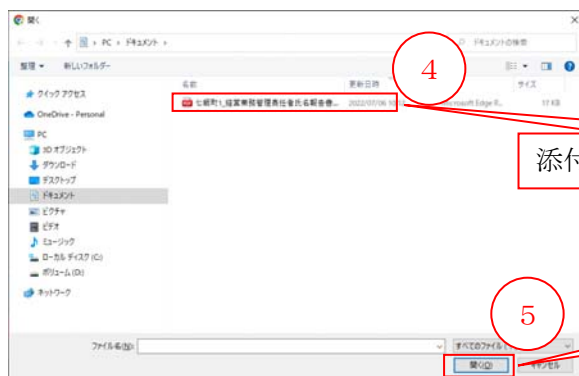 開く
PC › ドキュメント ›
ドキュメントの検索
整理 新しいフォルダー
名前 更新日時 サイズ
七郷町1_経営業務管理責任者氏名報告書... 2022/07/06 Microsoft Edge P... 17 KB
クイック アクセス
OneDrive - Personal
PC
3D オブジェクト
ダウンロード
デスクトップ
ドキュメント
ピクチャ
ビデオ
ミュージック
ローカル ディスク (C:)
ボリューム (D:)
ネットワーク
4
添付
5
ファイル名(N):
すべてのファイル
開く(O) キャンセル